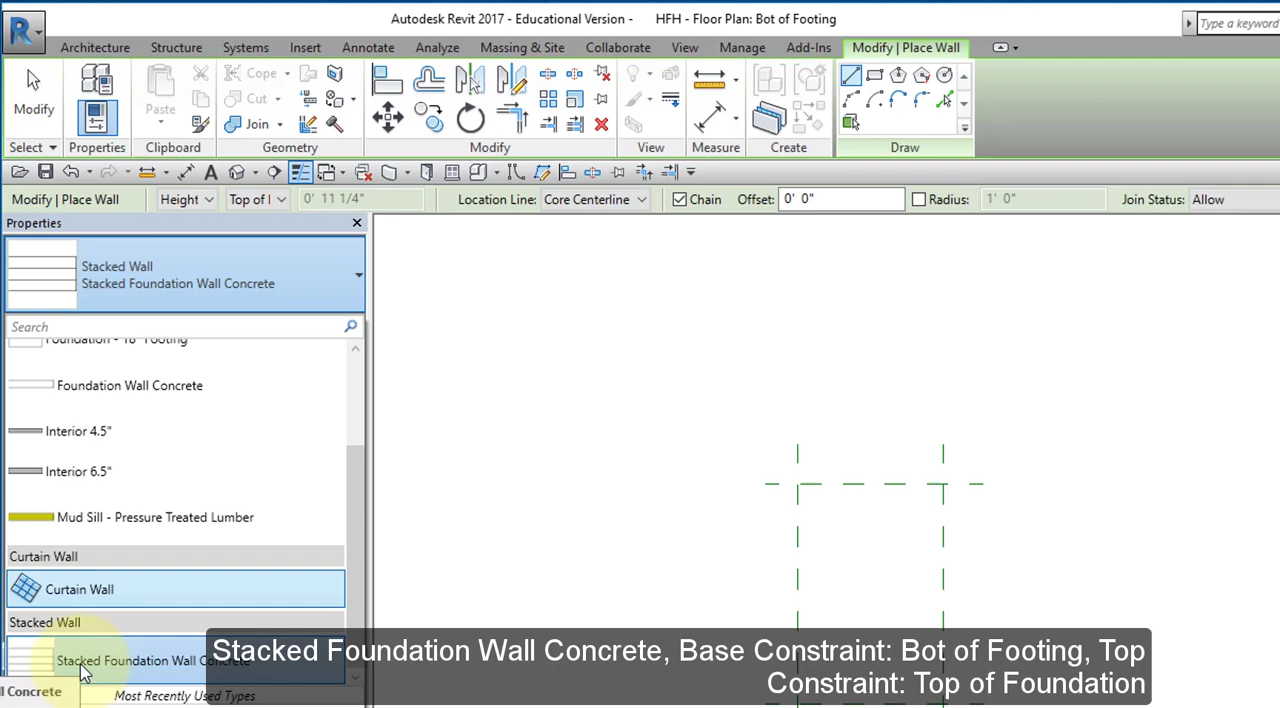 Autodesk Revit 2017 - Educational Version - HFH - Floor Plan: Bot of Footing
Type a keyword
Architecture Structure Systems Insert Annotate Analyze Massing & Site Collaborate View Manage Add-Ins Modify | Place Wall
Cope
Cut
Join
Modify
Paste
Select Properties Clipboard Geometry Modify View Measure Create Draw
Modify | Place Wall Height Top of 0' 11 1/4" Location Line: Core Centerline Chain Offset: 0' 0" Radius: 1' 0" Join Status: Allow
Properties
Stacked Wall
Stacked Foundation Wall Concrete
Search
Foundation - 18" Footing
Foundation Wall Concrete
Interior 4.5"
Interior 6.5"
Mud Sill - Pressure Treated Lumber
Curtain Wall
Curtain Wall
Stacked Wall
Stacked Foundation Wall Concrete
ll Concrete
Most Recently Used Types
Stacked Foundation Wall Concrete, Base Constraint: Bot of Footing, Top
Constraint: Top of Foundation